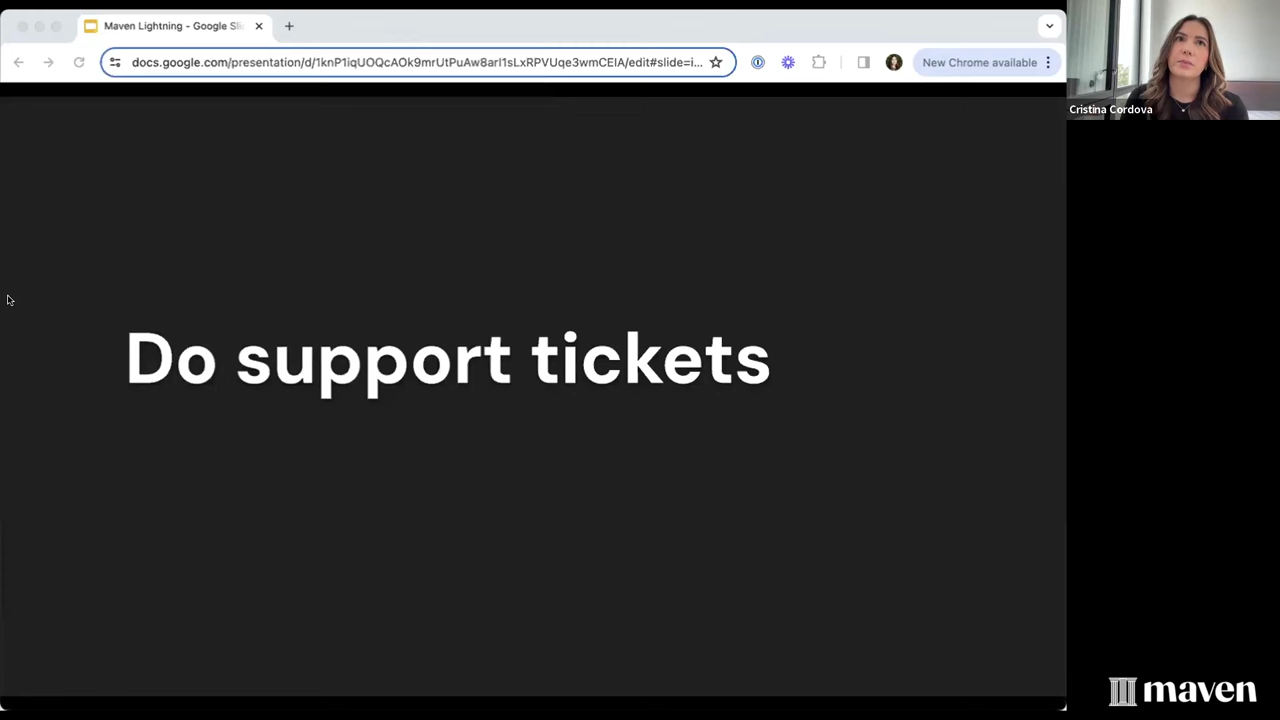 Maven Lightning - Google Sli
docs.google.com/presentation/d/1knP1iqUOQcAOk9mrUtPuAw8arI1sLxRPVUqe3wmCEIA/edit#slide=i...
New Chrome available
Cristina Cordova
Do support tickets
maven